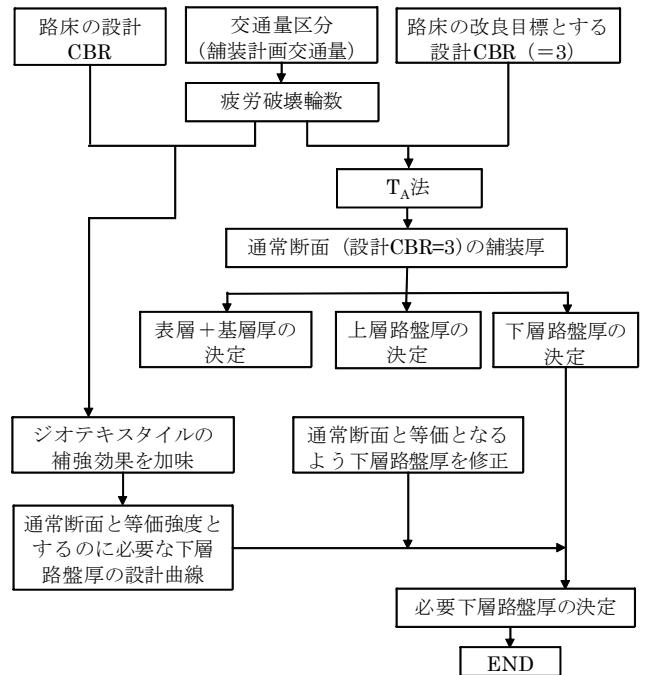 路床の設計
CBR
交通量区分
(舗装計画交通量)
路床の改良目標とする
設計CBR（＝3）
疲労破壊輪数
TA法
通常断面（設計CBR=3）の舗装厚
表層＋基層厚の
決定
上層路盤厚の
決定
下層路盤厚の
決定
ジオテキスタイルの
補強効果を加味
通常断面と等価となる
よう下層路盤厚を修正
通常断面と等価強度と
するのに必要な下層
路盤厚の設計曲線
必要下層路盤厚の決定
END